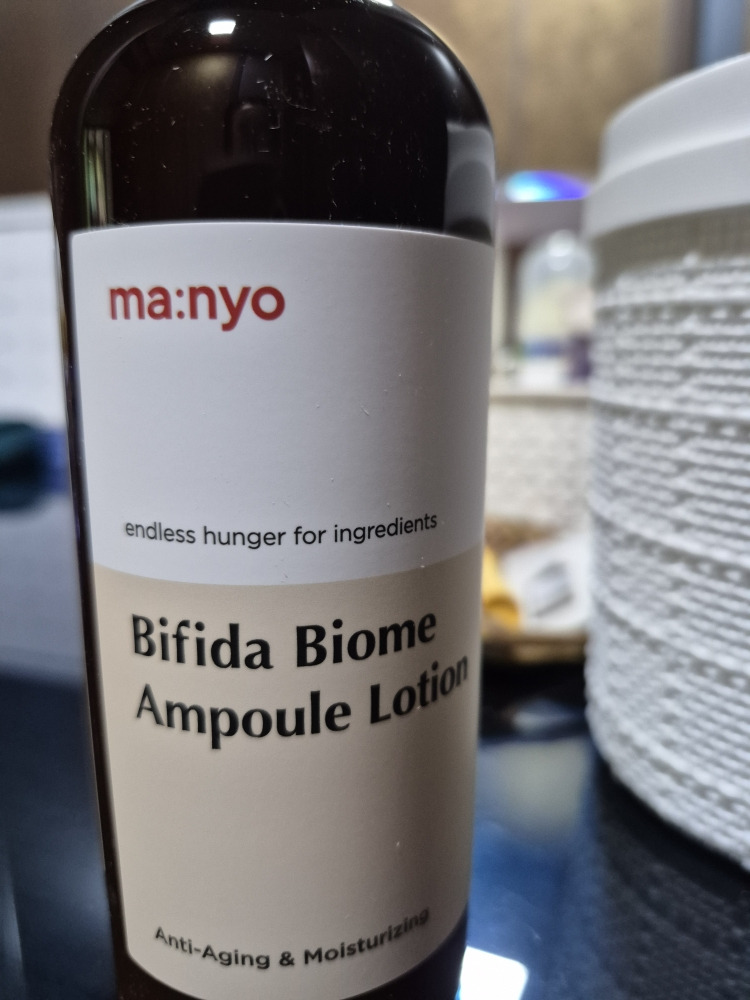 ma:nyo
endless hunger for ingredients
Bifida Biome
Ampoule Lotion
Anti-Aging & Moisturizing